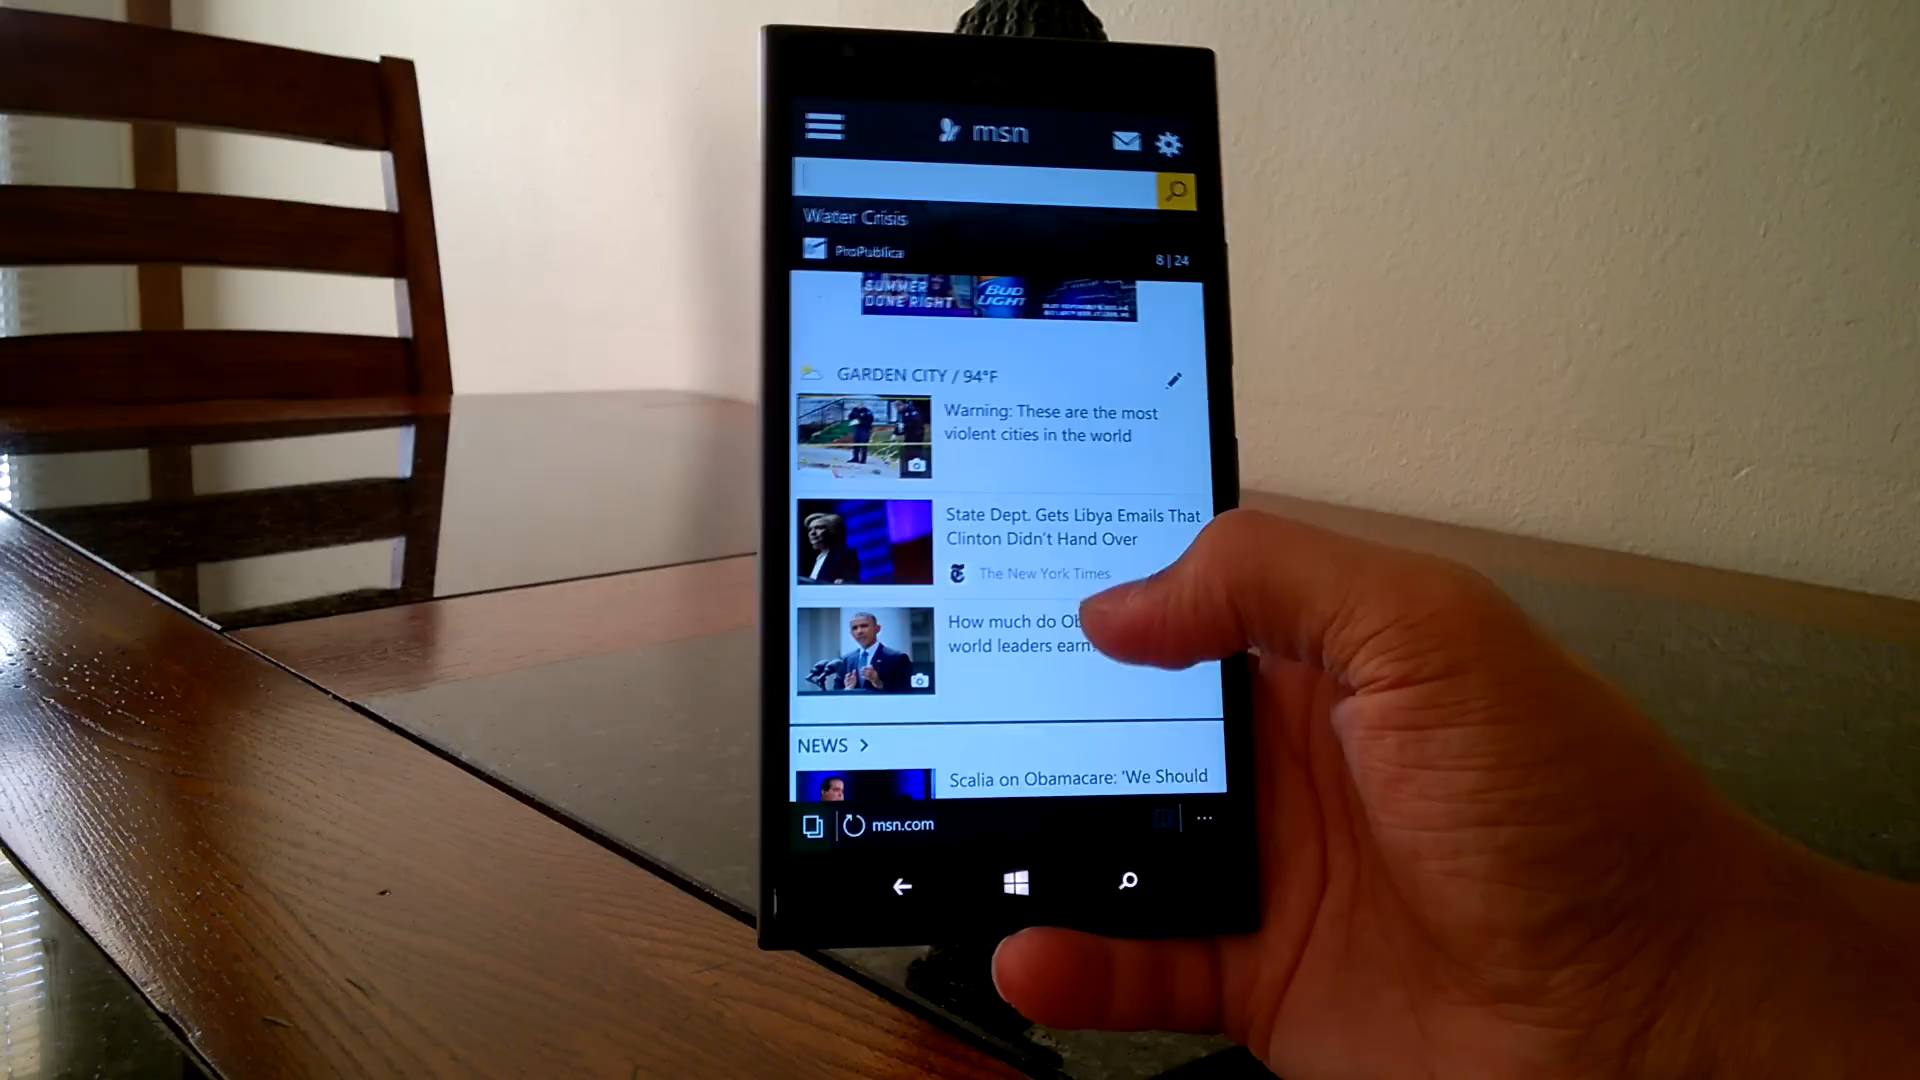 msn
Water Crisis
ProPublica
8 | 24
SUMMER
DONE RIGHT
BUD
LIGHT
GARDEN CITY / 94°F
Warning: These are the most
violent cities in the world
State Dept. Gets Libya Emails That
Clinton Didn't Hand Over
The New York Times
How much do
world leaders earn
NEWS >
Scalia on Obamacare: 'We Should
msn.com